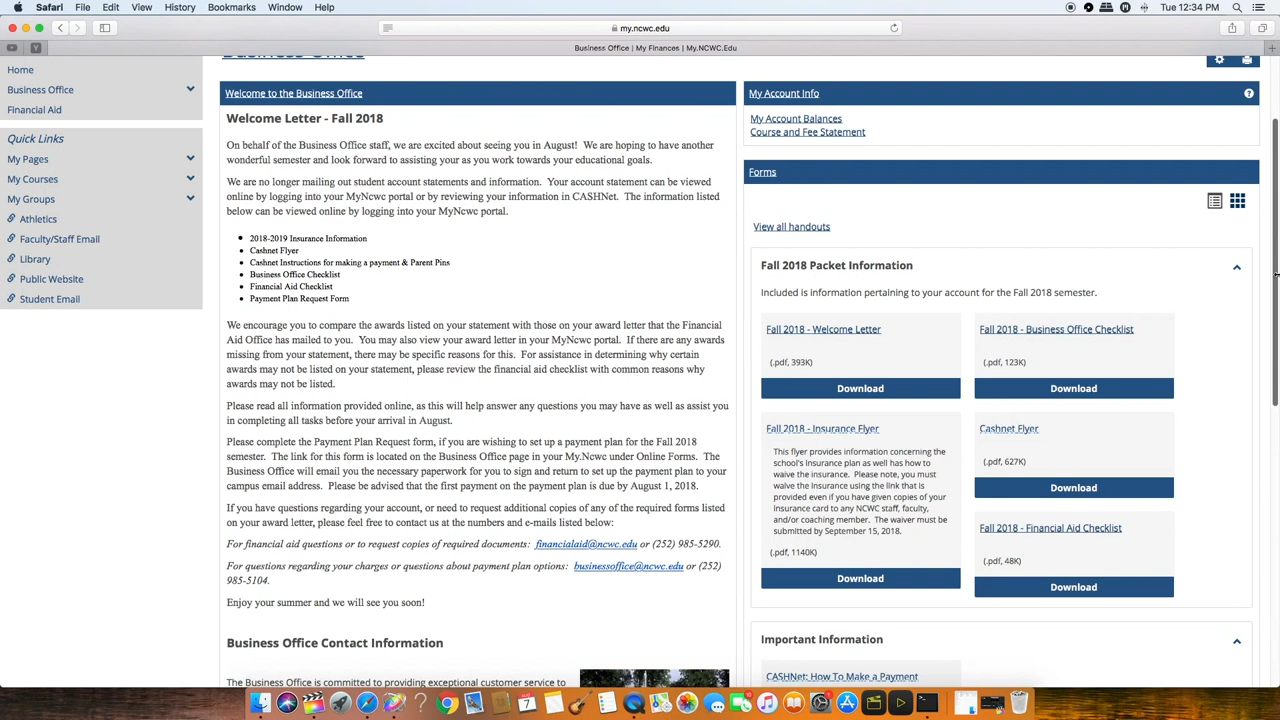 Safari File Edit View History Bookmarks Window Help Tue 12:34 PM
my.ncwc.edu
Business Office | My Finances | My.NCWC.Edu
Business Office
Home
Business Office
Financial Aid
Quick Links
My Pages
My Courses
My Groups
Athletics
Faculty/Staff Email
Library
Public Website
Student Email
Welcome to the Business Office
Welcome Letter - Fall 2018
On behalf of the Business Office staff, we are excited about seeing you in August! We are hoping to have another
wonderful semester and look forward to assisting your as you work towards your educational goals.
We are no longer mailing out student account statements and information. Your account statement can be viewed
online by logging into your MyNcwc portal or by reviewing your information in CASHNet. The information listed
below can be viewed online by logging into your MyNcwc portal.
2018-2019 Insurance Information
Cashnet Flyer
Cashnet Instructions for making a payment & Parent Pins
Business Office Checklist
Financial Aid Checklist
Payment Plan Request Form
We encourage you to compare the awards listed on your statement with those on your award letter that the Financial
Aid Office has mailed to you. You may also view your award letter in your MyNcwc portal. If there are any awards
missing from your statement, there may be specific reasons for this. For assistance in determining why certain
awards may not be listed on your statement, please review the financial aid checklist with common reasons why
awards may not be listed.
Please read all information provided online, as this will help answer any questions you may have as well as assist you
in completing all tasks before your arrival in August.
Please complete the Payment Plan Request form, if you are wishing to set up a payment plan for the Fall 2018
semester. The link for this form is located on the Business Office page in your My.Ncwc under Online Forms. The
Business Office will email you the necessary paperwork for you to sign and return to set up the payment plan to your
campus email address. Please be advised that the first payment on the payment plan is due by August 1, 2018.
If you have questions regarding your account, or need to request additional copies of any of the required forms listed
on your award letter, please feel free to contact us at the numbers and e-mails listed below:
For financial aid questions or to request copies of required documents: financialaid@ncwc.edu or (252) 985-5290.
For questions regarding your charges or questions about payment plan options: businessoffice@ncwc.edu or (252)
985-5104.
Enjoy your summer and we will see you soon!
Business Office Contact Information
The Business Office is committed to providing exceptional customer service to
My Account Info
My Account Balances
Course and Fee Statement
Forms
View all handouts
Fall 2018 Packet Information
Included is information pertaining to your account for the Fall 2018 semester.
Fall 2018 - Welcome Letter
(.pdf, 393K)
Download
Fall 2018 - Business Office Checklist
(.pdf, 123K)
Download
Fall 2018 - Insurance Flyer
This flyer provides information concerning the
school's Insurance plan as well has how to
waive the insurance. Please note, you must
waive the Insurance using the link that is
provided even if you have given copies of your
Insurance card to any NCWC staff, faculty,
and/or coaching member. The waiver must be
submitted by September 15, 2018.
(.pdf, 1140K)
Download
Cashnet Flyer
(.pdf, 627K)
Download
Fall 2018 - Financial Aid Checklist
(.pdf, 48K)
Download
Important Information
CASHNet: How To Make a Payment